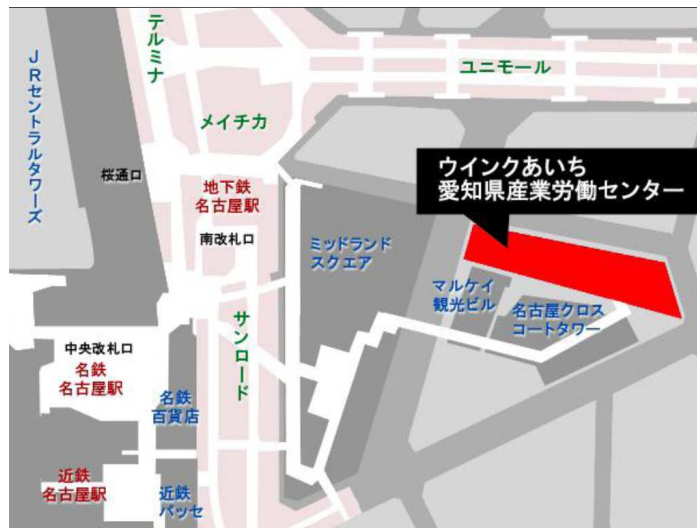 テルミナ
ユニモール
JRセントラルタワーズ
メイチカ
桜通口
地下鉄
名古屋駅
南改札口
ウインクあいち
愛知県産業労働センター
ミッドランド
スクエア
マルケイ
観光ビル
名古屋クロス
コートタワー
サンロード
中央改札口
名鉄
名古屋駅
名鉄
百貨店
近鉄
名古屋駅
近鉄
パッセ